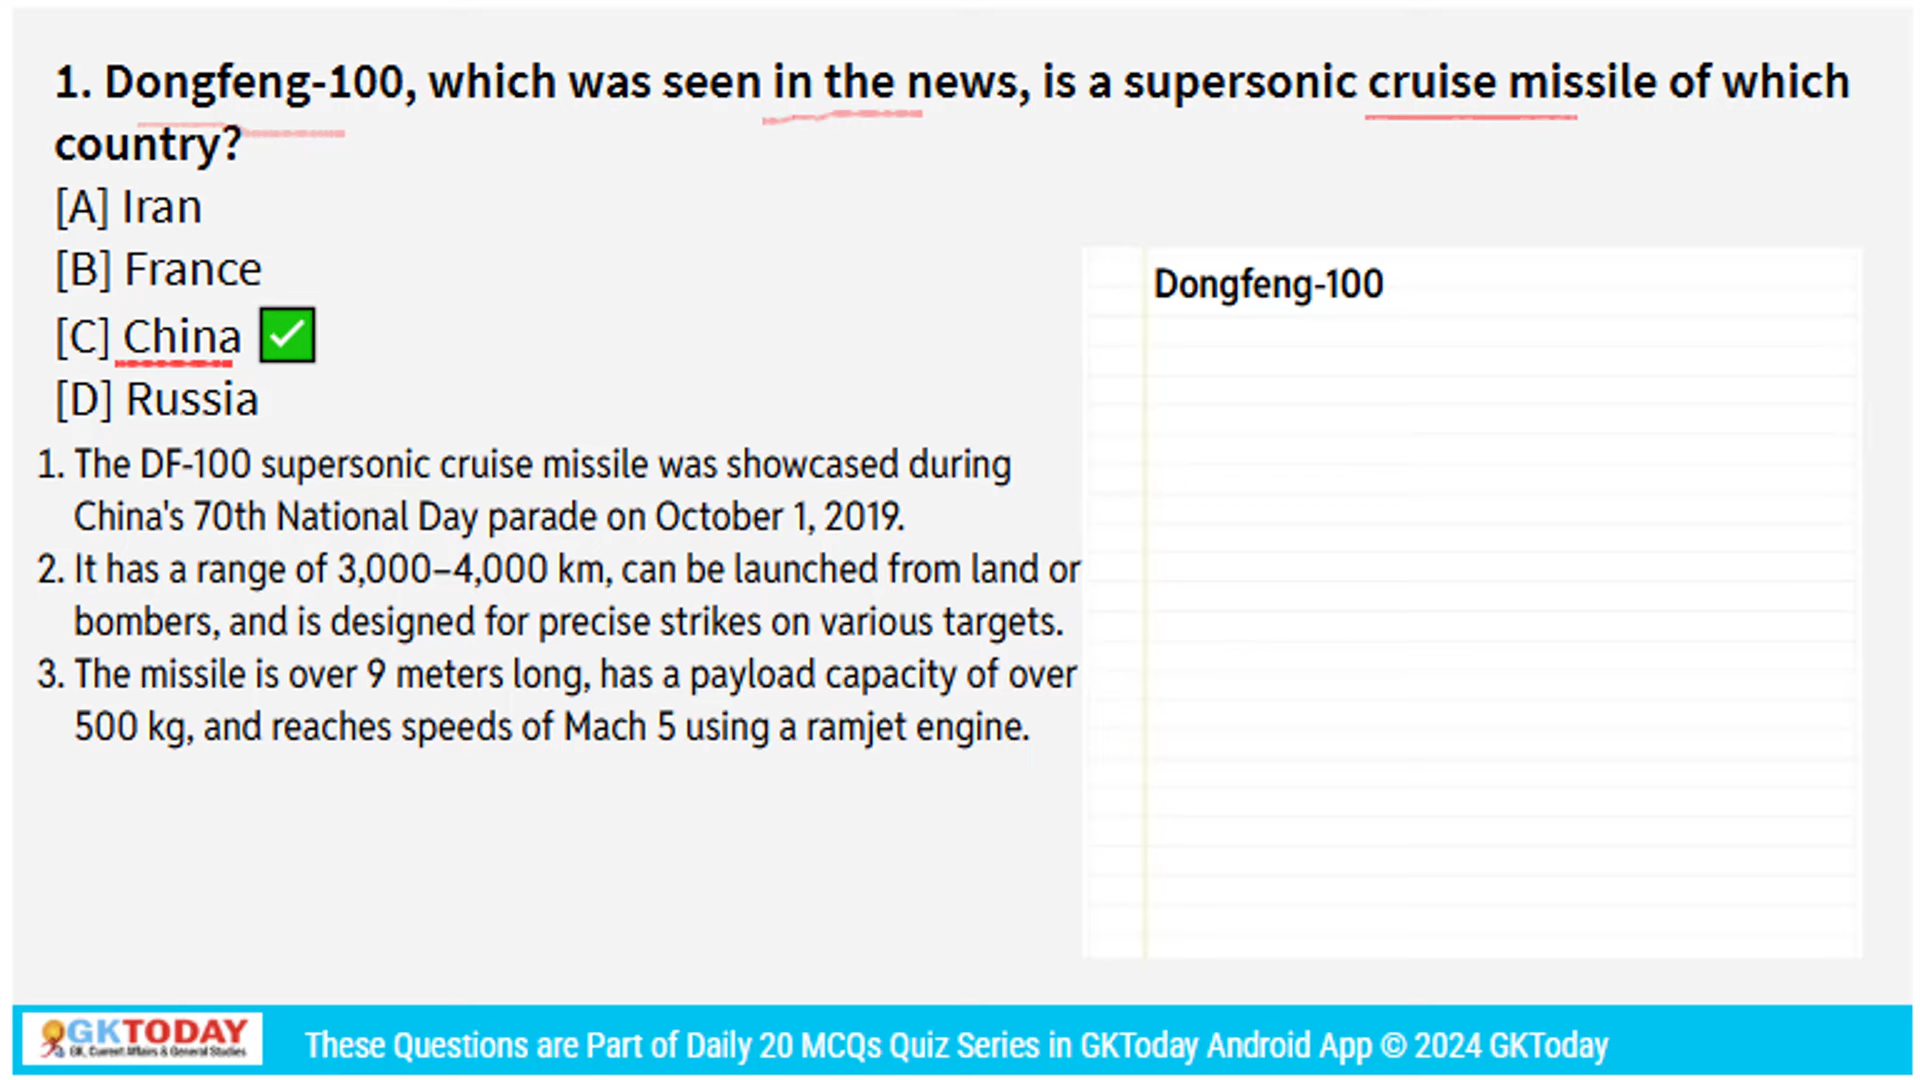 1. Dongfeng-100, which was seen in the news, is a supersonic cruise missile of which
country?
[A] Iran
[B] France
[C] China
[D] Russia
Dongfeng-100
1. The DF-100 supersonic cruise missile was showcased during
China's 70th National Day parade on October 1, 2019.
2. It has a range of 3,000–4,000 km, can be launched from land or
bombers, and is designed for precise strikes on various targets.
3. The missile is over 9 meters long, has a payload capacity of over
500 kg, and reaches speeds of Mach 5 using a ramjet engine.
GKTODAY
GK, Current Affairs & General Studies
These Questions are Part of Daily 20 MCQs Quiz Series in GKToday Android App © 2024 GKToday